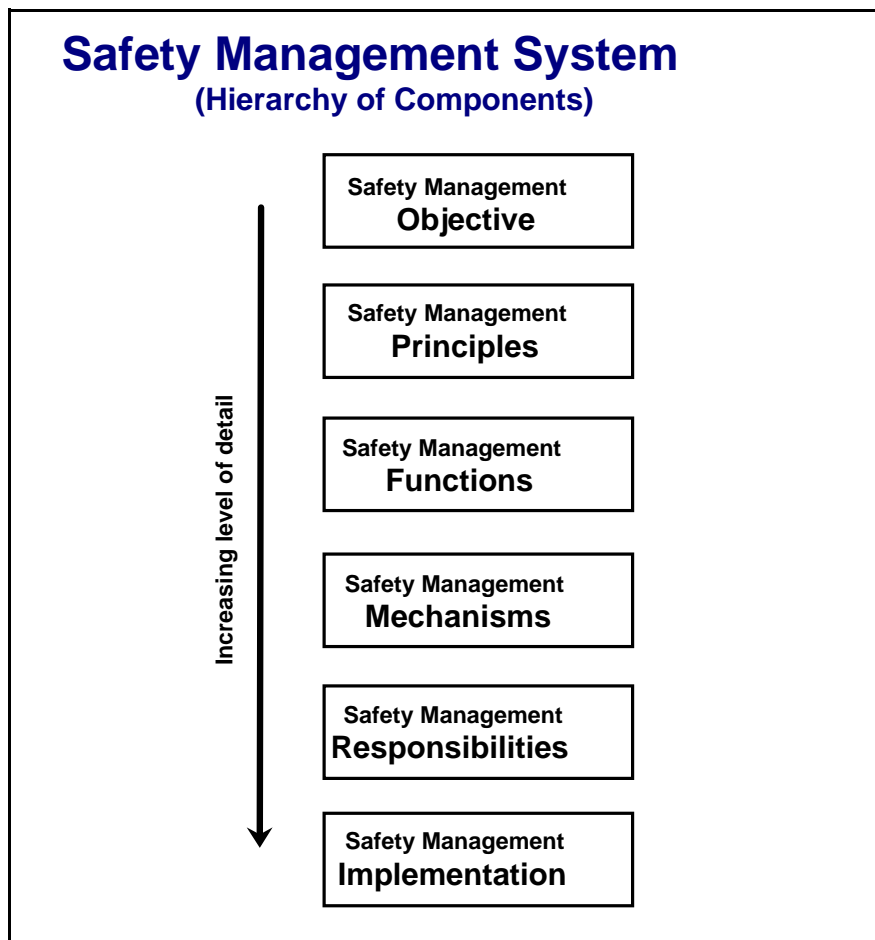 Safety Management System
(Hierarchy of Components)
Safety Management
Objective
Safety Management
Principles
Safety Management
Functions
Safety Management
Mechanisms
Safety Management
Responsibilities
Safety Management
Implementation
Increasing level of detail